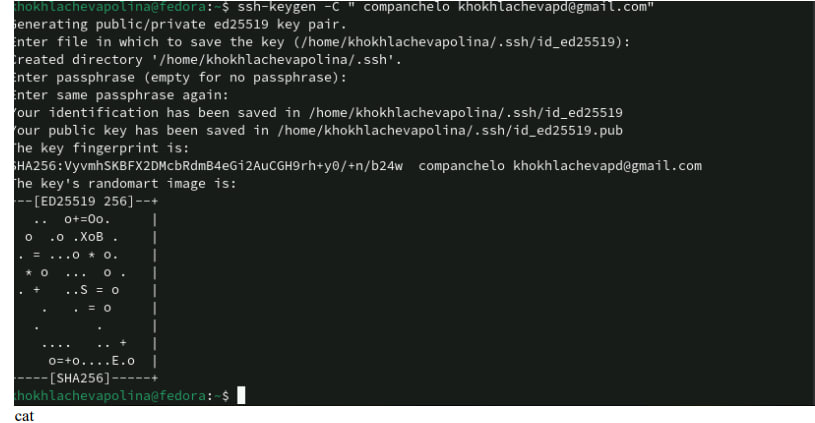 khokhlachevapolina@fedora:~$ ssh-keygen -C " companchelo khokhlachevapd@gmail.com"
Generating public/private ed25519 key pair.
Enter file in which to save the key (/home/khokhlachevapolina/.ssh/id_ed25519):
Created directory '/home/khokhlachevapolina/.ssh'.
Enter passphrase (empty for no passphrase):
Enter same passphrase again:
Your identification has been saved in /home/khokhlachevapolina/.ssh/id_ed25519
Your public key has been saved in /home/khokhlachevapolina/.ssh/id_ed25519.pub
The key fingerprint is:
SHA256:VyvmhSKBFX2DMcbRdmB4eGi2AuCGH9rh+y0/+n/b24w  companchelo khokhlachevapd@gmail.com
The key's randomart image is:
---[ED25519 256]--+
  ..  o+=Oo.     |
 o  .o .XoB .    |
. = ...o * o.    |
 * o  ...  o .   |
. +   ..S = o    |
   .   . = o     |
  .       .      |
   ....   .. +   |
    o=+o....E.o  |
----[SHA256]-----+
khokhlachevapolina@fedora:~$
cat